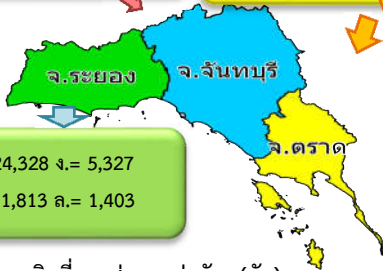 จ.ระยอง
จ.จันทบุรี
จ.ตราด
24,328 ง.= 5,327
1,813 ล.= 1,403